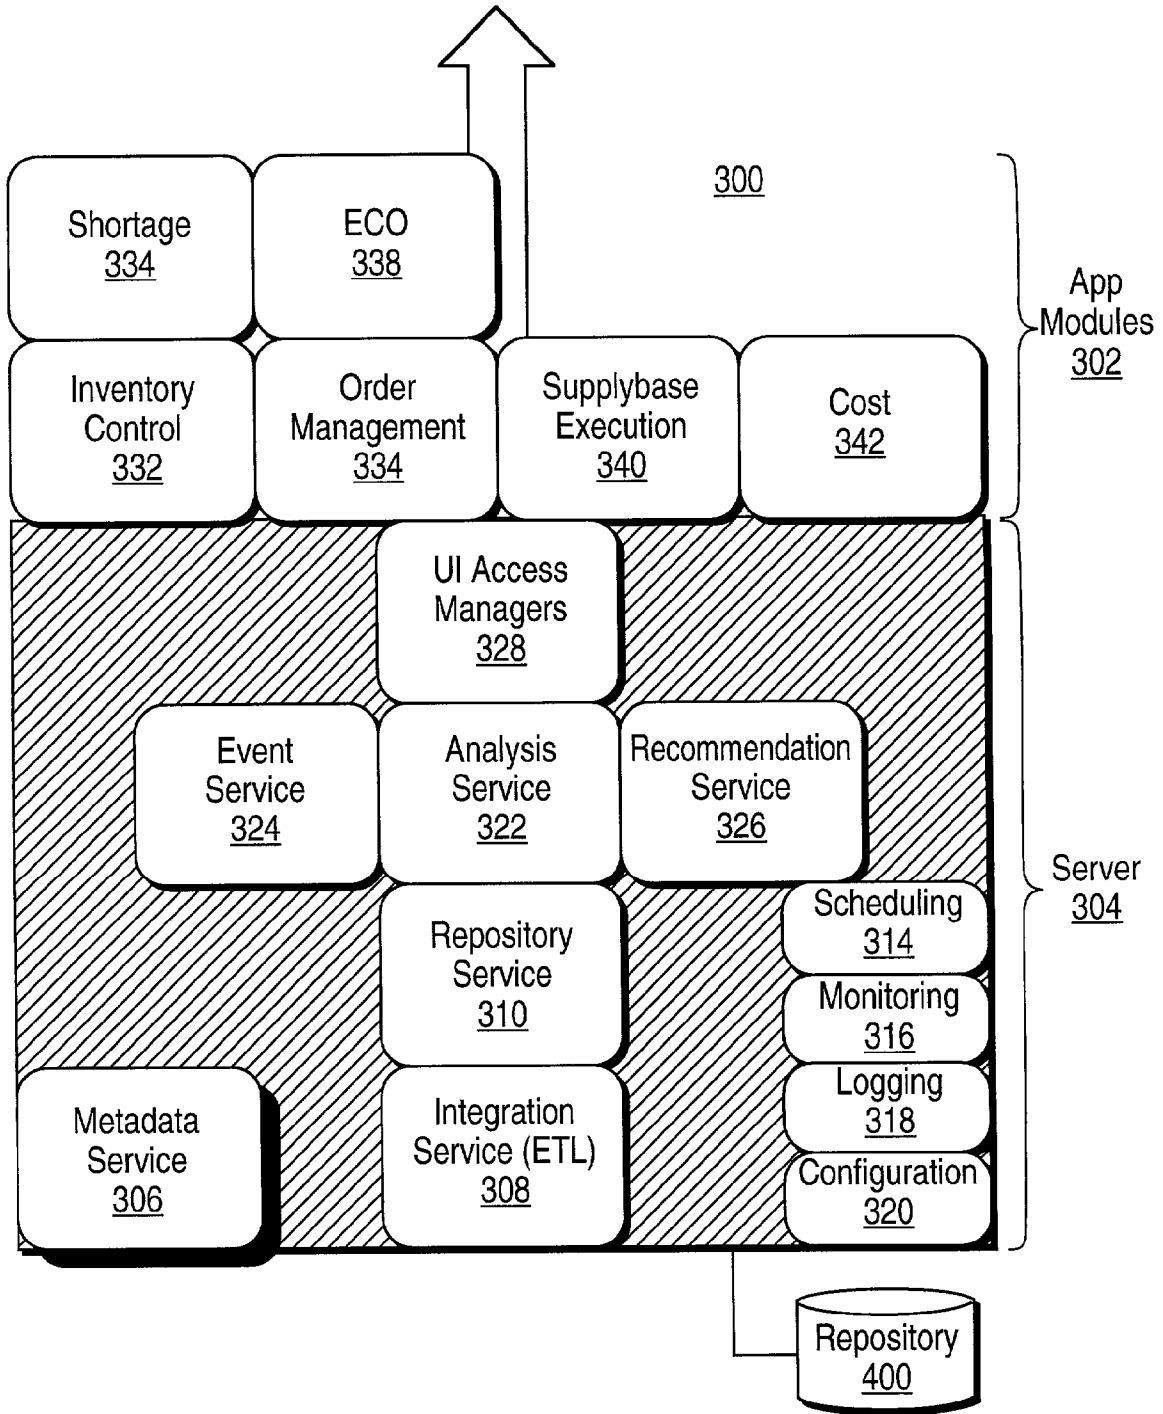 300
Shortage
334
ECO
338
App
Modules
302
Inventory
Control
332
Order
Management
334
Supplybase
Execution
340
Cost
342
UI Access
Managers
328
Event
Service
324
Analysis
Service
322
Recommendation
Service
326
Server
304
Scheduling
314
Repository
Service
310
Monitoring
316
Logging
318
Metadata
Service
306
Integration
Service (ETL)
308
Configuration
320
Repository
400